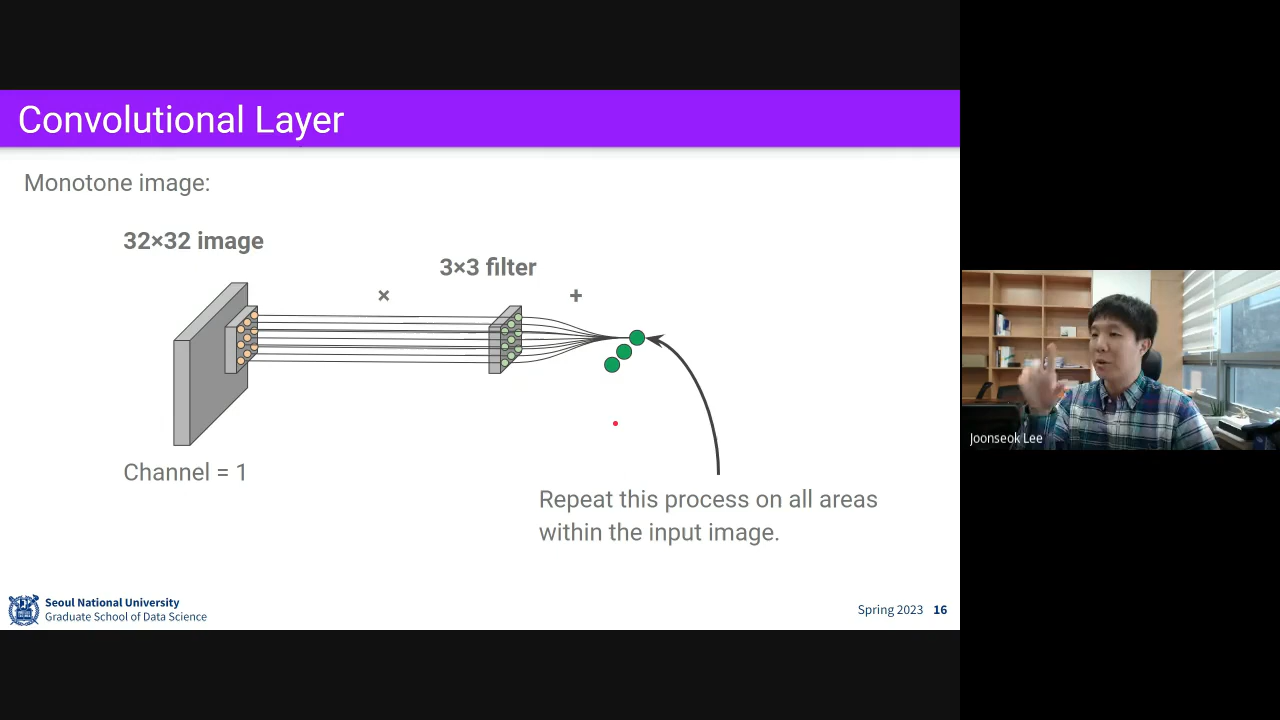 Convolutional Layer
Monotone image:
32×32 image
3×3 filter
×
+
Channel = 1
Repeat this process on all areas
within the input image.
Joonseok Lee
Seoul National University
Graduate School of Data Science
Spring 2023 16